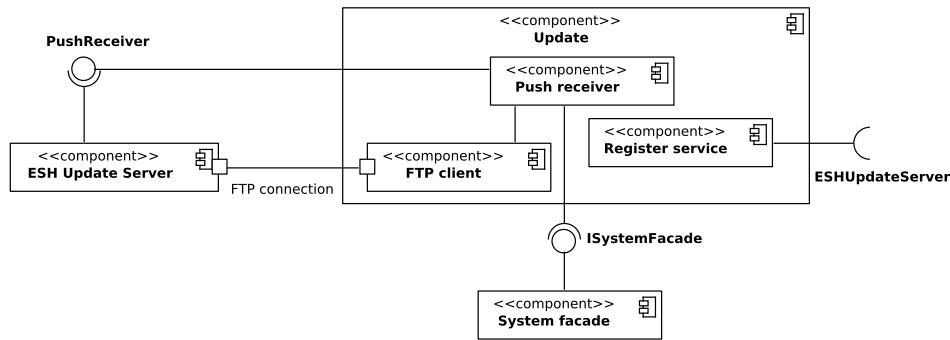 <<component>>
Update
PushReceiver
<<component>>
Push receiver
<<component>>
Register service
<<component>>
ESH Update Server
<<component>>
FTP client
FTP connection
ESHUpdateServer
ISystemFacade
<<component>>
System facade